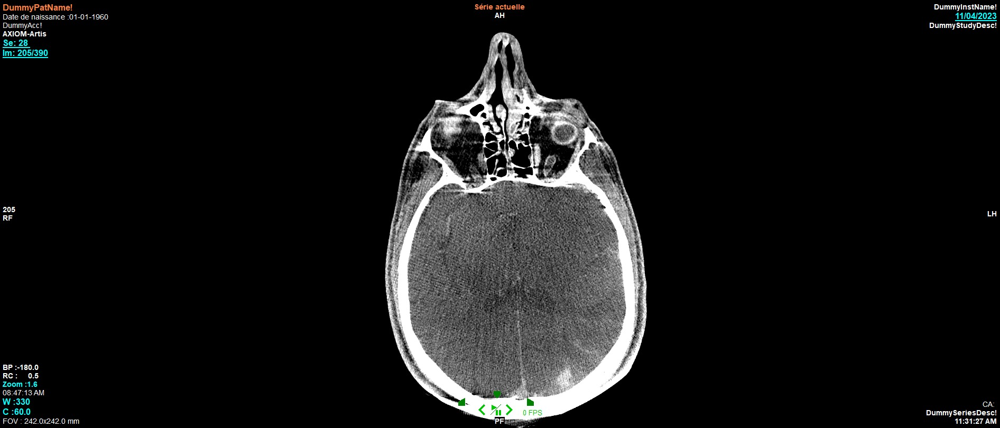 DummyPatName!
Date de naissance :01-01-1960
DummyAcc!
AXIOM-Artis
Se: 28
Im: 205/390
Série actuelle
AH
DummyInstName!
11/04/2023
DummyStudyDesc!
205
RF
LH
BP :-180.0
RC : 0.5
Zoom :1.6
08:47:13 AM
W :330
C :60.0
FOV : 242.0x242.0 mm
0 FPS
PF
CA:
DummySeriesDesc!
11:31:27 AM